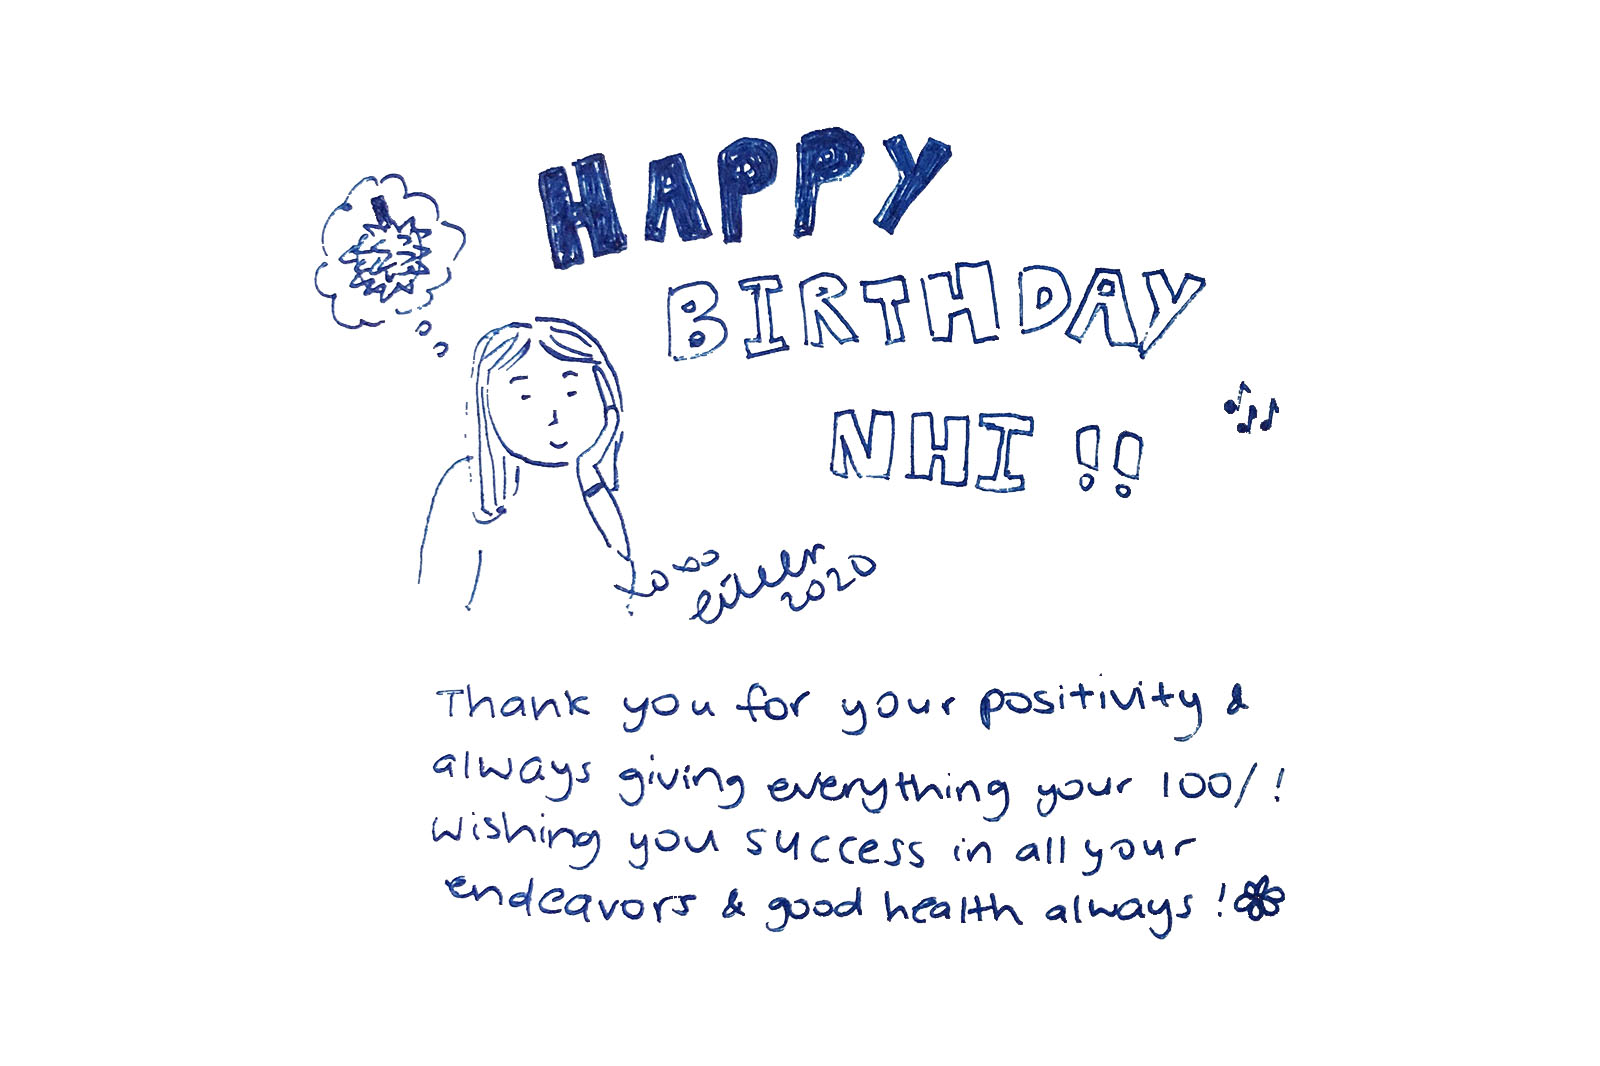 HAPPY
BIRTHDAY
NHI !!
xoxo
2020
Thank you for your positivity &
always giving everything your 100/!
wishing you success in all your
endeavors & good health always!